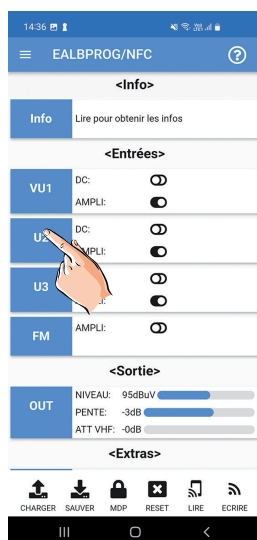 14:36
EALBPROG/NFC
?
<Info>
Info
Lire pour obtenir les infos
<Entrées>
VU1
DC:
AMPLI:
U2
DC:
AMPLI:
U3
FM
AMPLI:
<Sortie>
OUT
NIVEAU: 95dBuV
PENTE: -3dB
ATT VHF: -0dB
<Extras>
CHARGER SAUVER MDP RESET LIRE ECRIRE